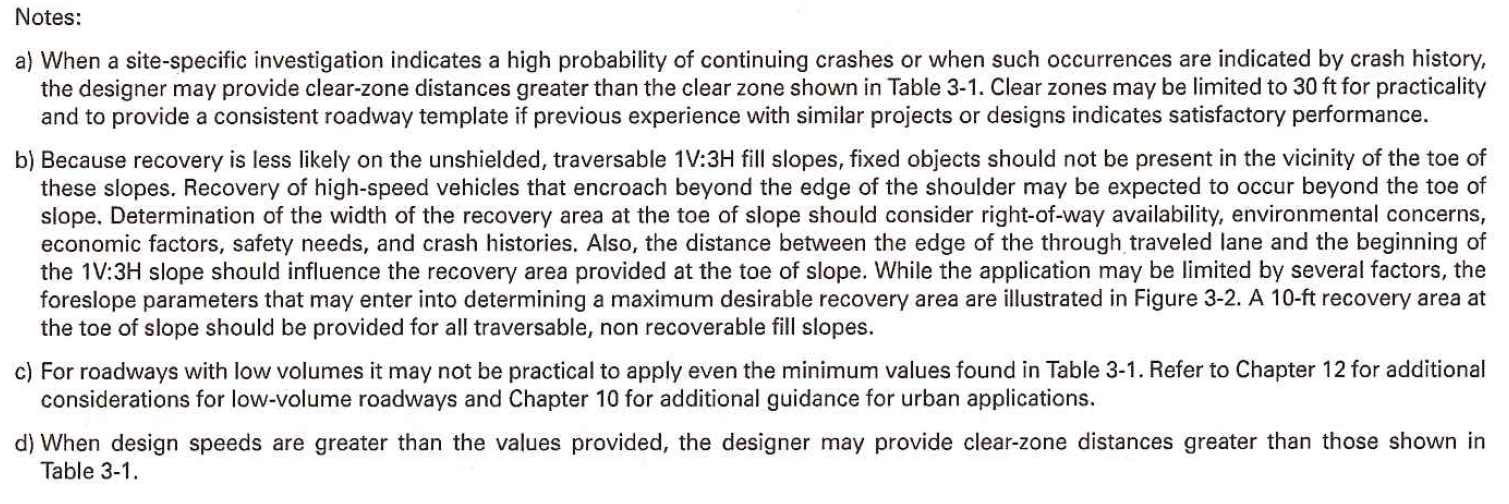 Notes:
a) When a site-specific investigation indicates a high probability of continuing crashes or when such occurrences are indicated by crash history,
the designer may provide clear-zone distances greater than the clear zone shown in Table 3-1. Clear zones may be limited to 30 ft for practicality
and to provide a consistent roadway template if previous experience with similar projects or designs indicates satisfactory performance.
b) Because recovery is less likely on the unshielded, traversable 1V:3H fill slopes, fixed objects should not be present in the vicinity of the toe of
these slopes. Recovery of high-speed vehicles that encroach beyond the edge of the shoulder may be expected to occur beyond the toe of
slope. Determination of the width of the recovery area at the toe of slope should consider right-of-way availability, environmental concerns,
economic factors, safety needs, and crash histories. Also, the distance between the edge of the through traveled lane and the beginning of
the 1V:3H slope should influence the recovery area provided at the toe of slope. While the application may be limited by several factors, the
foreslope parameters that may enter into determining a maximum desirable recovery area are illustrated in Figure 3-2. A 10-ft recovery area at
the toe of slope should be provided for all traversable, non recoverable fill slopes.
c) For roadways with low volumes it may not be practical to apply even the minimum values found in Table 3-1. Refer to Chapter 12 for additional
considerations for low-volume roadways and Chapter 10 for additional guidance for urban applications.
d) When design speeds are greater than the values provided, the designer may provide clear-zone distances greater than those shown in
Table 3-1.